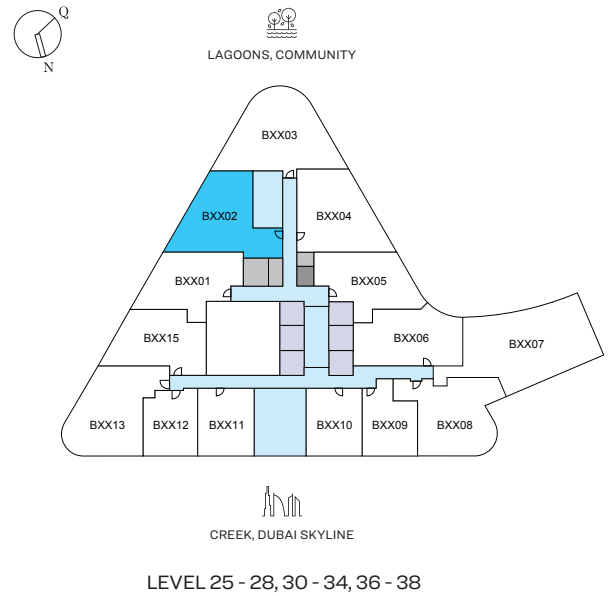 Q
N
LAGOONS, COMMUNITY
BXX03
BXX02
BXX04
BXX01
BXX05
BXX15
BXX06
BXX07
BXX13
BXX12
BXX11
BXX10
BXX09
BXX08
CREEK, DUBAI SKYLINE
LEVEL 25 - 28, 30 - 34, 36 - 38